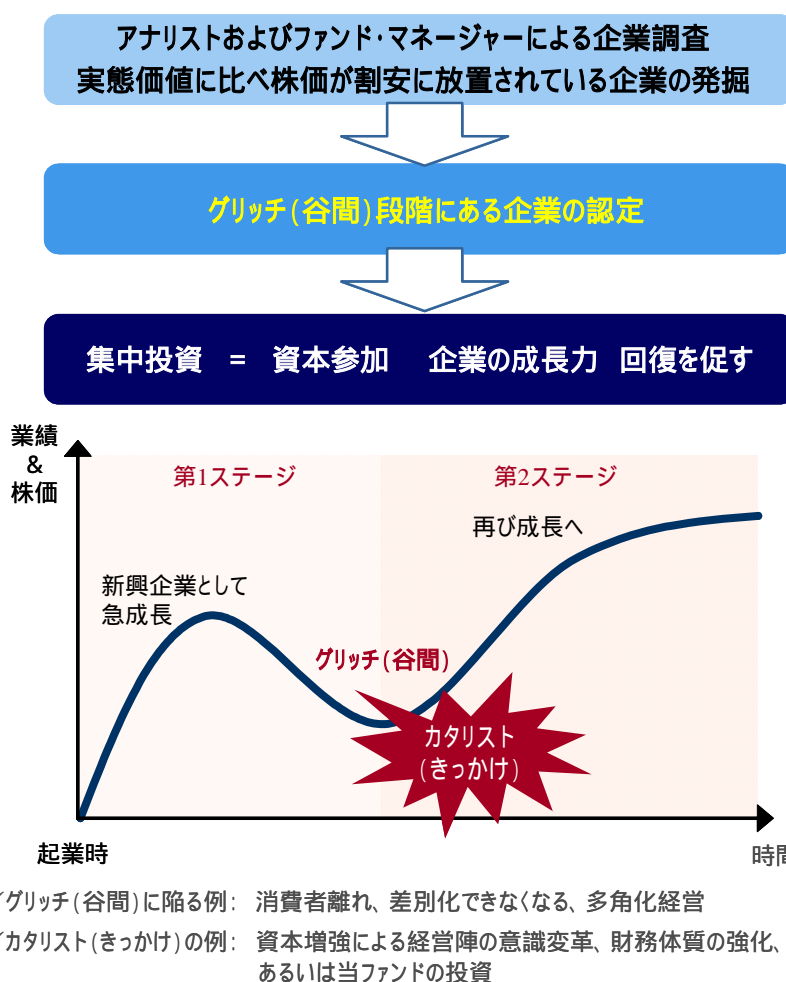 アナリストおよびファンド・マネージャーによる企業調査
実態価値に比べ株価が割安に放置されている企業の発掘
グリッチ(谷間)段階にある企業の認定
集中投資 = 資本参加 企業の成長力 回復を促す
業績
&
株価
第1ステージ
第2ステージ
再び成長へ
新興企業として
急成長
グリッチ(谷間)
カタリスト
(きっかけ)
起業時
時間
グリッチ(谷間)に陥る例: 消費者離れ、差別化できなくなる、多角化経営
カタリスト(きっかけ)の例: 資本増強による経営陣の意識変革、財務体質の強化、
あるいは当ファンドの投資